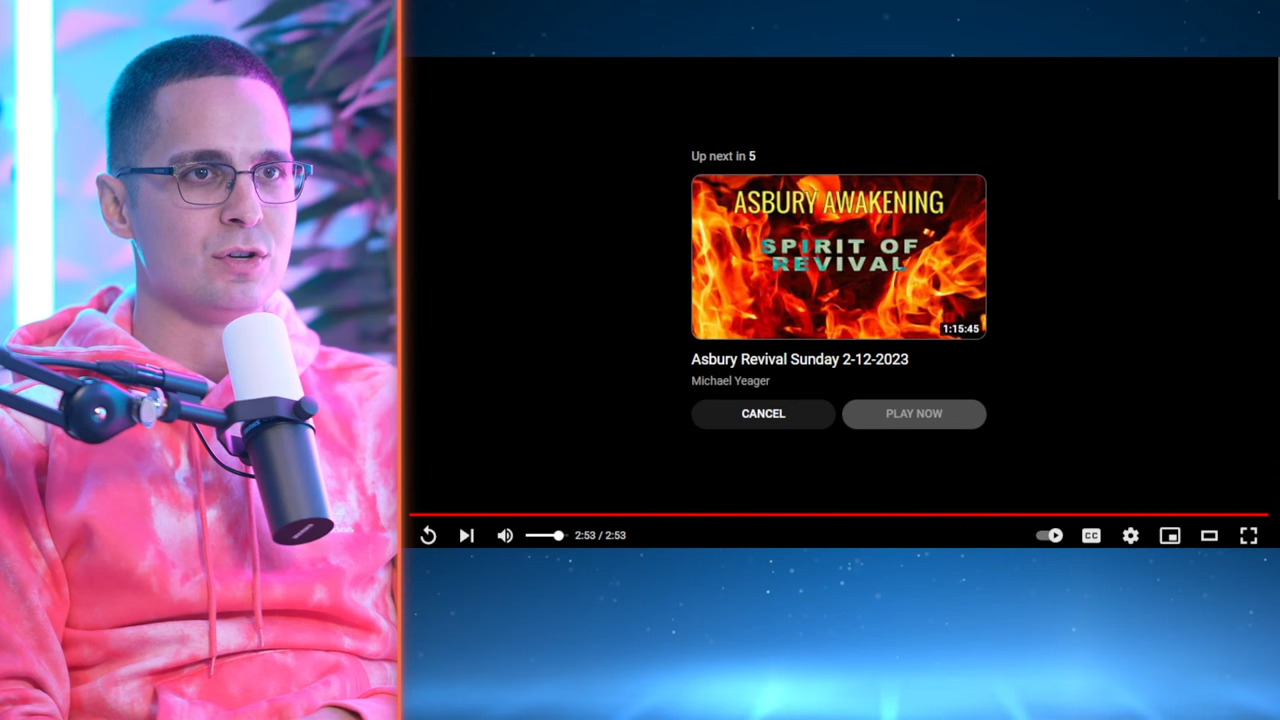 Up next in 5
ASBURY AWAKENING
SPIRIT OF
REVIVAL
1:15:45
Asbury Revival Sunday 2-12-2023
Michael Yeager
CANCEL
PLAY NOW
2:53 / 2:53
CC